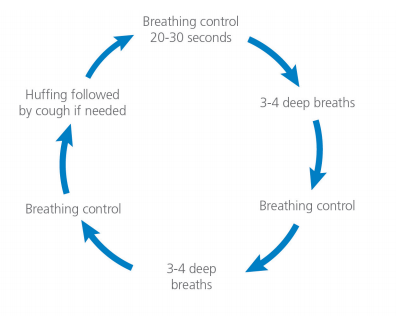 Breathing control
20-30 seconds
3-4 deep breaths
Breathing control
3-4 deep
breaths
Breathing control
Huffing followed
by cough if needed